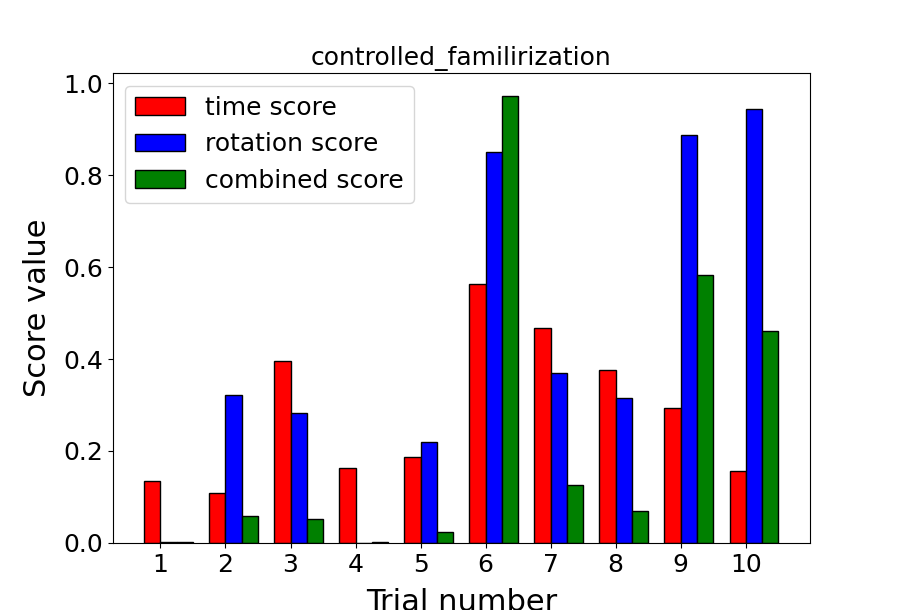 controlled_familirization
1.0
0.8
0.6
0.4
0.2
0.0
Score value
time score
rotation score
combined score
1 2 3 4 5 6 7 8 9 10
Trial number